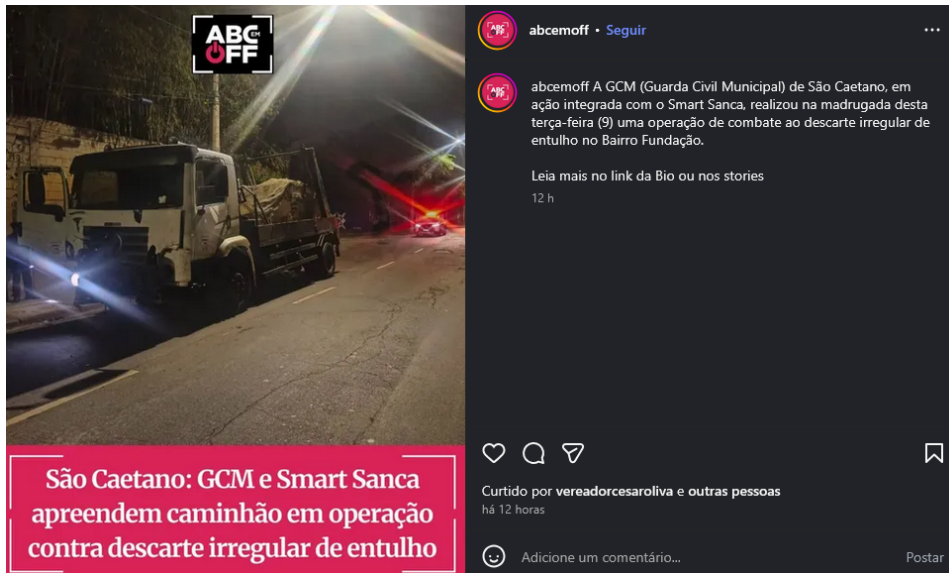 ABC EM
OFF
São Caetano: GCM e Smart Sanca
apreendem caminhão em operação
contra descarte irregular de entulho
abcemoff • Seguir
abcemoff A GCM (Guarda Civil Municipal) de São Caetano, em
ação integrada com o Smart Sanca, realizou na madrugada desta
terça-feira (9) uma operação de combate ao descarte irregular de
entulho no Bairro Fundação.
Leia mais no link da Bio ou nos stories
12 h
Curtido por vereadorcesaroliva e outras pessoas
há 12 horas
Adicione um comentário...
Postar